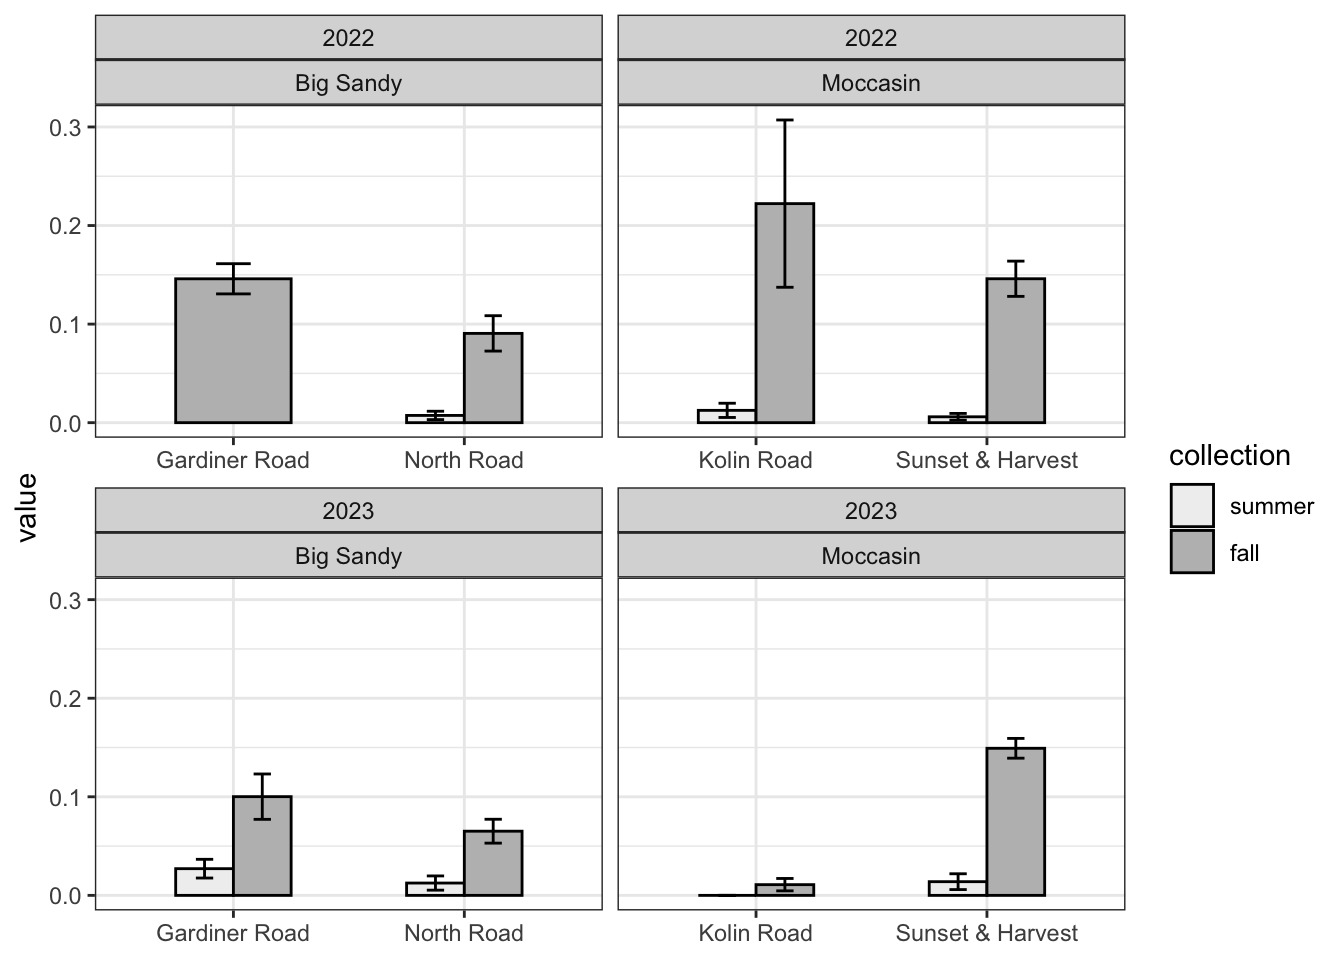 2022
2022
Big Sandy
Moccasin
0.3
0.2
0.1
0.0
Gardiner Road
North Road
Kolin Road
Sunset & Harvest
value
collection
summer
fall
2023
2023
Big Sandy
Moccasin
0.3
0.2
0.1
0.0
Gardiner Road
North Road
Kolin Road
Sunset & Harvest